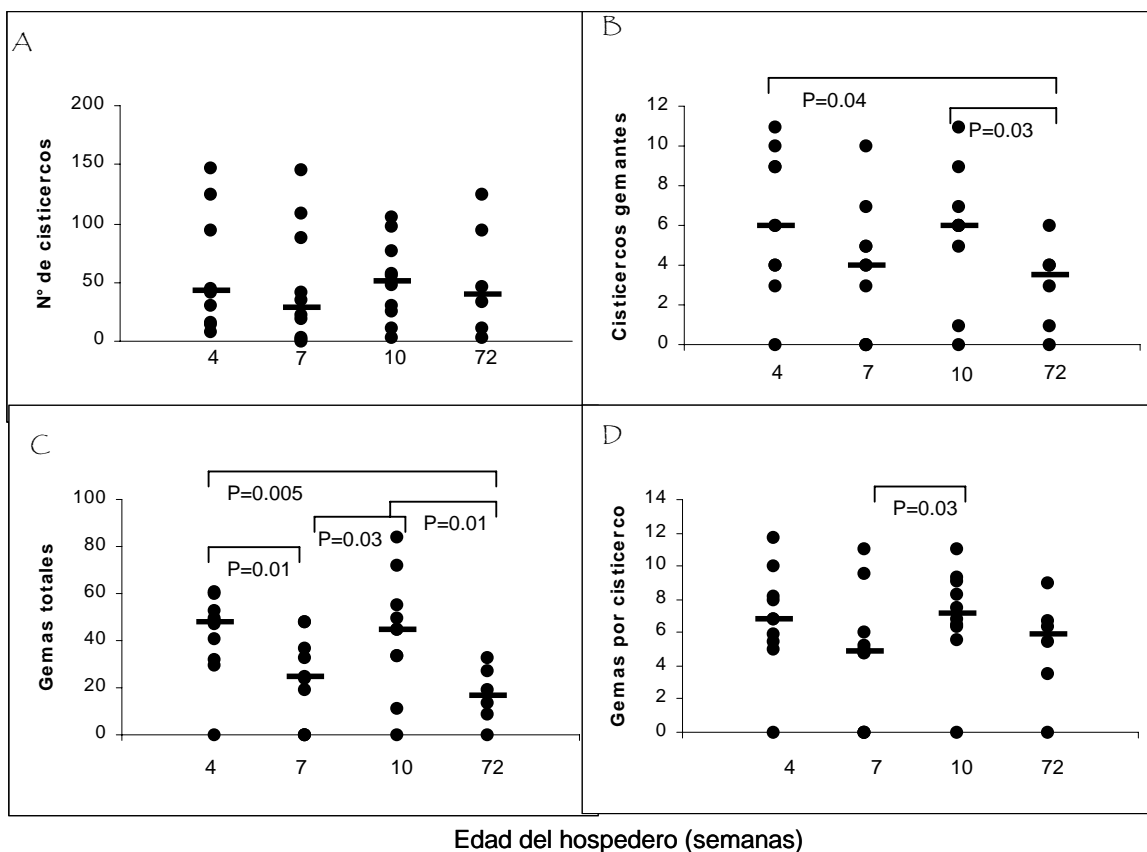 A
N° de cisticercos
200
150
100
50
0
4 7 10 72
B
Cisticercos gemantes
P=0.04
P=0.03
12
10
8
6
4
2
0
4 7 10 72
C
Gemas totales
P=0.005
P=0.01
P=0.03
P=0.01
100
80
60
40
20
0
4 7 10 72
D
Gemas por cisticerco
P=0.03
14
12
10
8
6
4
2
0
4 7 10 72
Edad del hospedero (semanas)